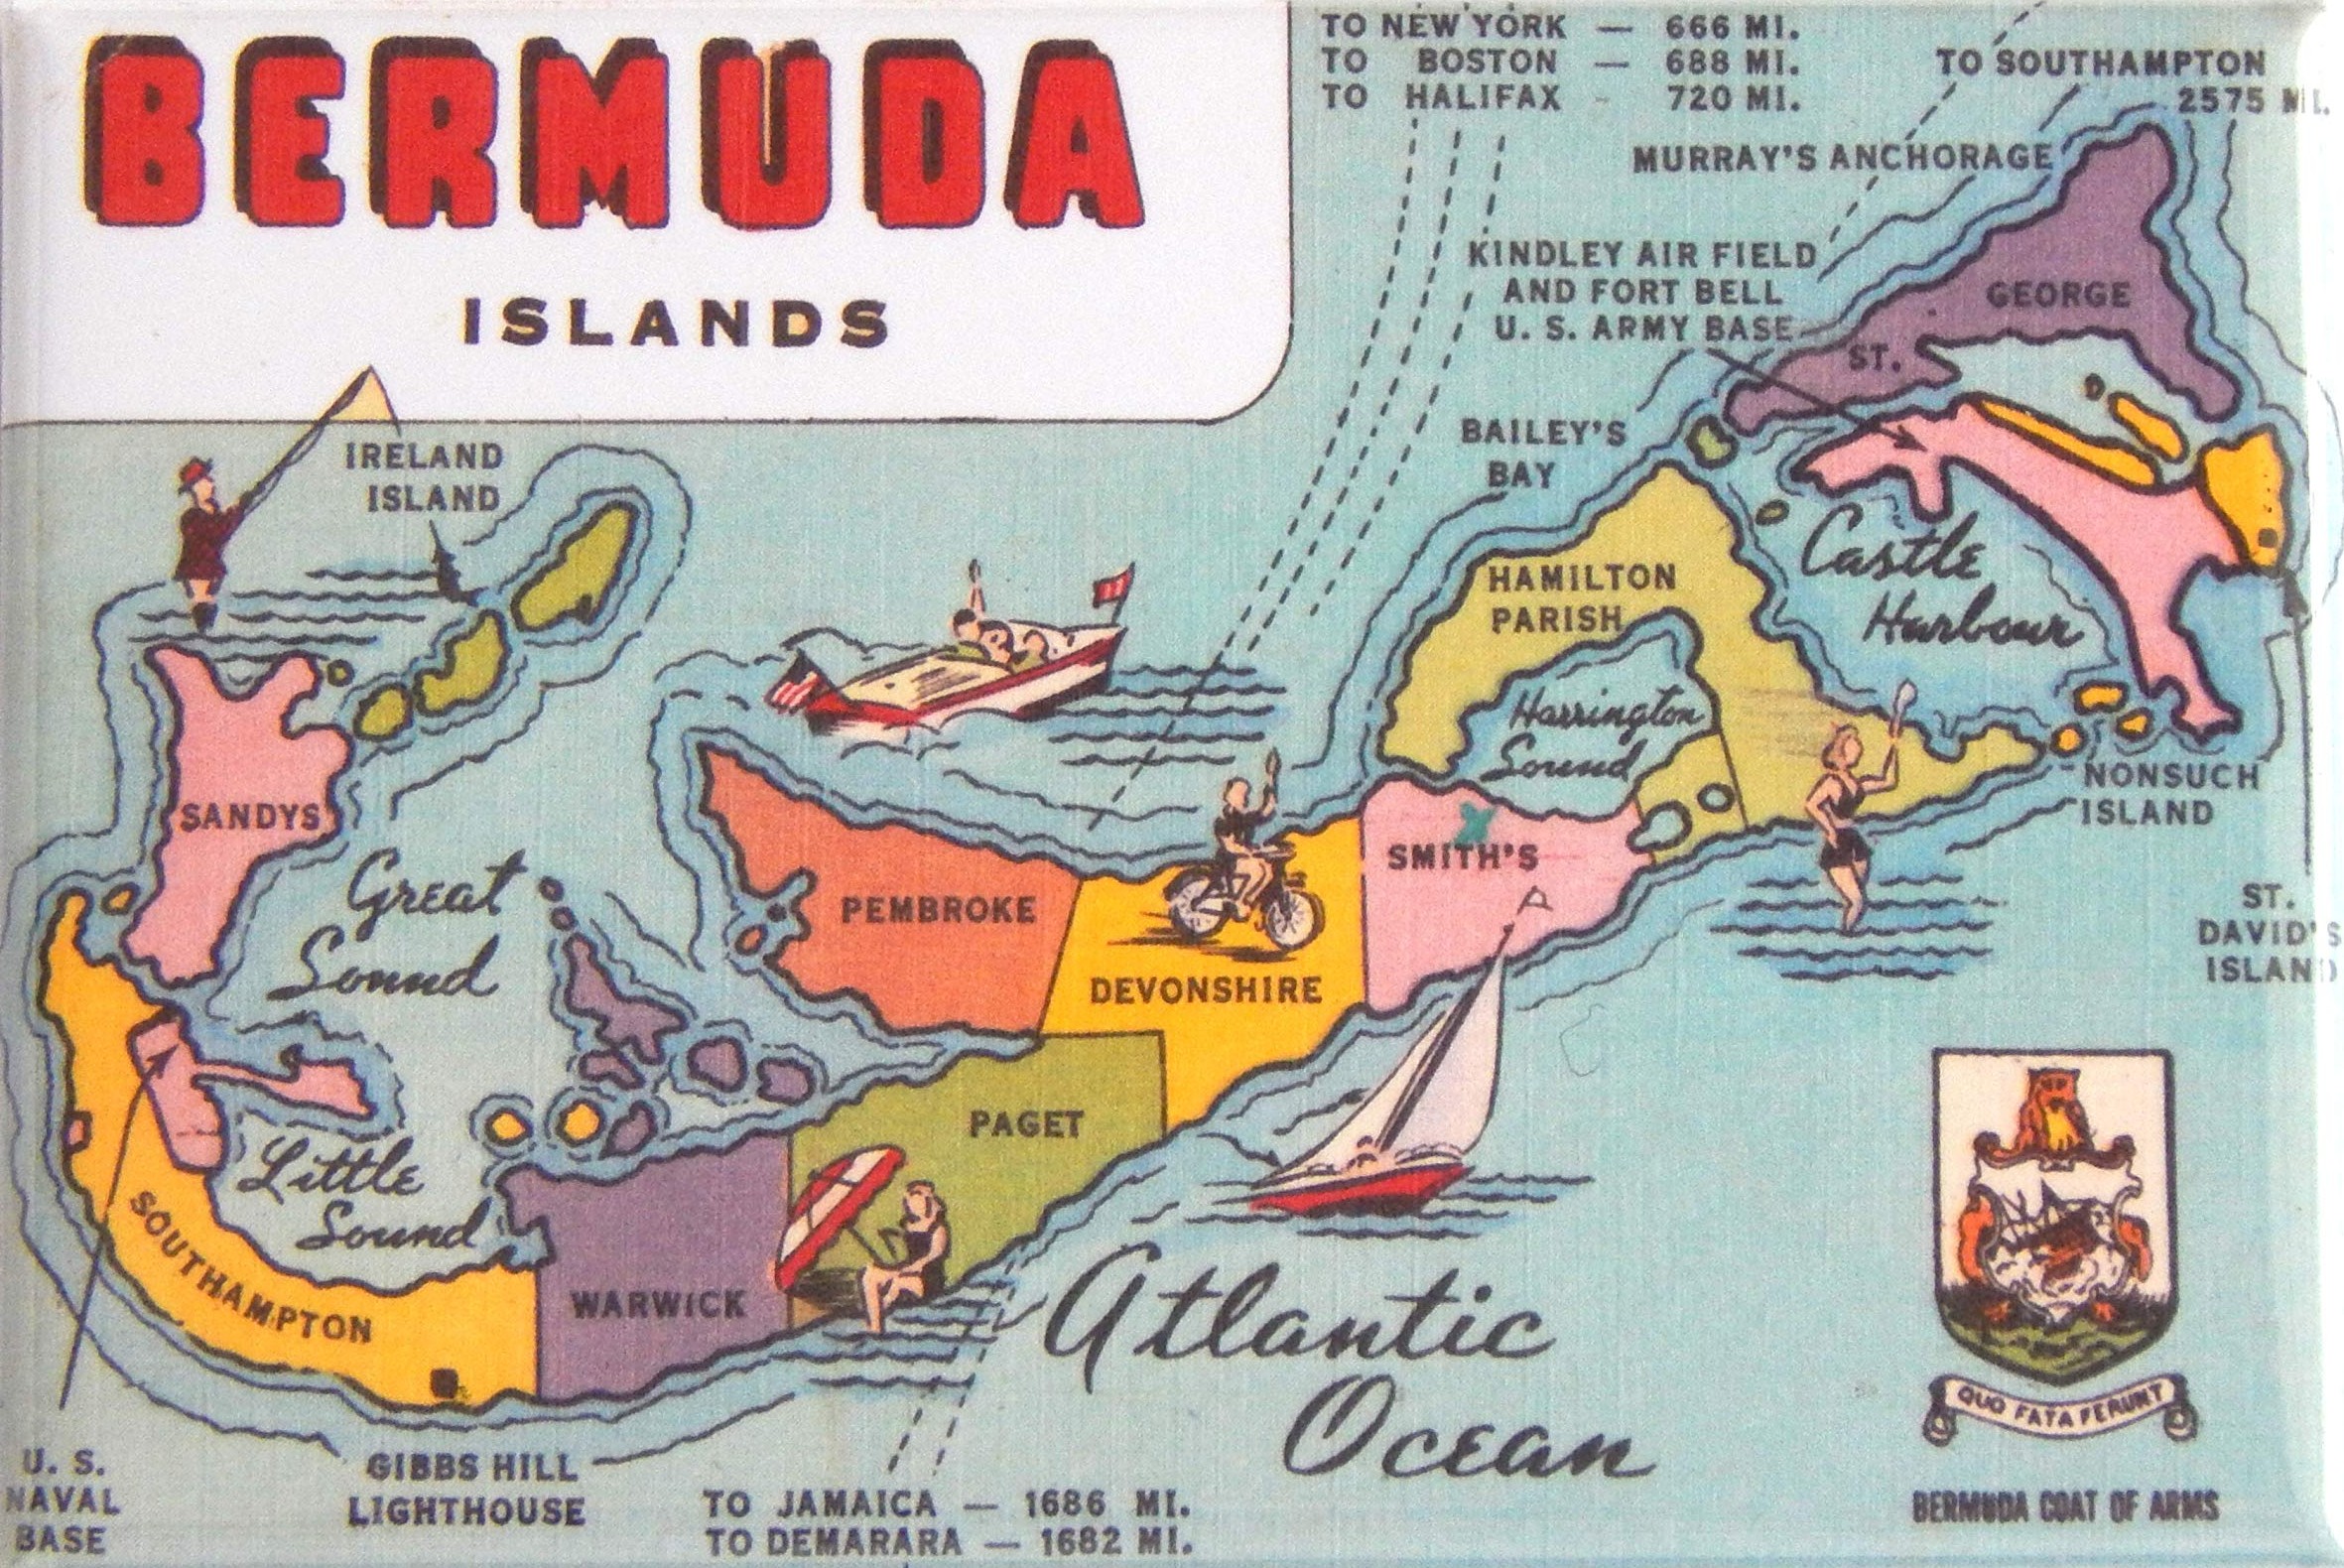 BERMUDA
ISLANDS
TO NEW YORK — 666 MI.
TO BOSTON — 688 MI.
TO HALIFAX - 720 MI.
TO SOUTHAMPTON
2575 MI.
MURRAY'S ANCHORAGE
KINDLEY AIR FIELD
AND FORT BELL
U. S. ARMY BASE
ST. GEORGE
BAILEY'S
BAY
IRELAND
ISLAND
Castle
Harbour
HAMILTON
PARISH
Harrington
Sound
NONSUCH
ISLAND
SANDYS
SMITH'S
Great
Sound
PEMBROKE
DEVONSHIRE
ST.
DAVID'S
ISLAND
PAGET
Little
Sound
SOUTHAMPTON
WARWICK
Atlantic
Ocean
QUO FATA FERUNT
BERMUDA COAT OF ARMS
U. S.
NAVAL
BASE
GIBBS HILL
LIGHTHOUSE
TO JAMAICA — 1686 MI.
TO DEMARARA — 1682 MI.